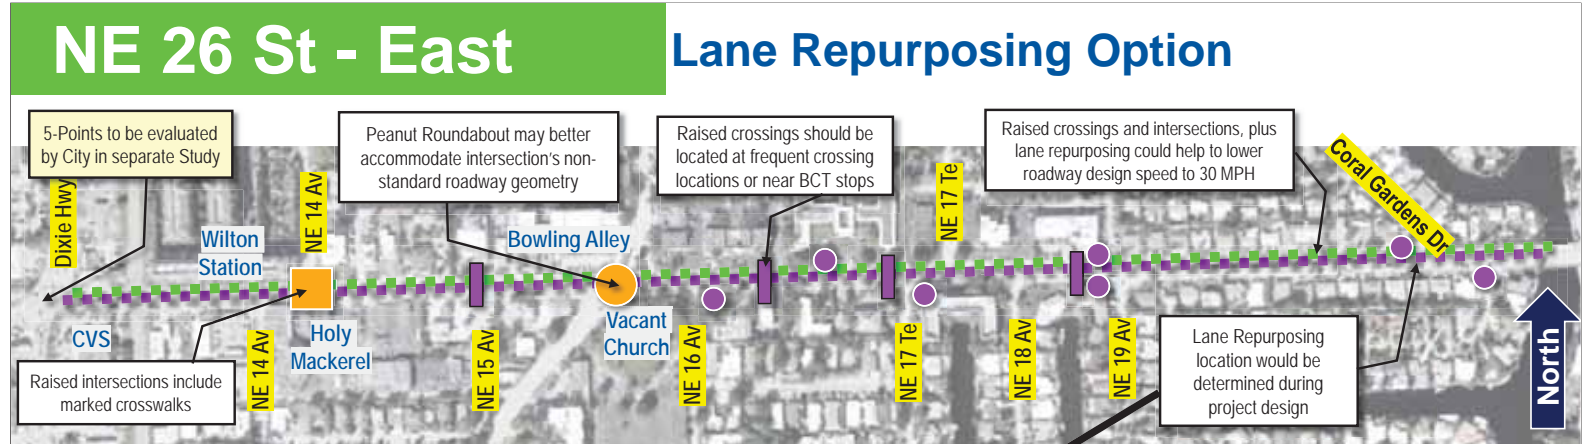 NE 26 St - East
Lane Repurposing Option
5-Points to be evaluated
by City in separate Study
Peanut Roundabout may better
accommodate intersection's non-
standard roadway geometry
Raised crossings should be
located at frequent crossing
locations or near BCT stops
Raised crossings and intersections, plus
lane repurposing could help to lower
roadway design speed to 30 MPH
Dixie Hwy
Wilton
Station
NE 14 Av
Bowling Alley
NE 17 Te
Coral Gardens Dr
CVS
NE 14 Av
Holy
Mackerel
NE 15 Av
Vacant
Church
NE 16 Av
NE 17 Te
NE 18 Av
NE 19 Av
Raised intersections include
marked crosswalks
Lane Repurposing
location would be
determined during
project design
North